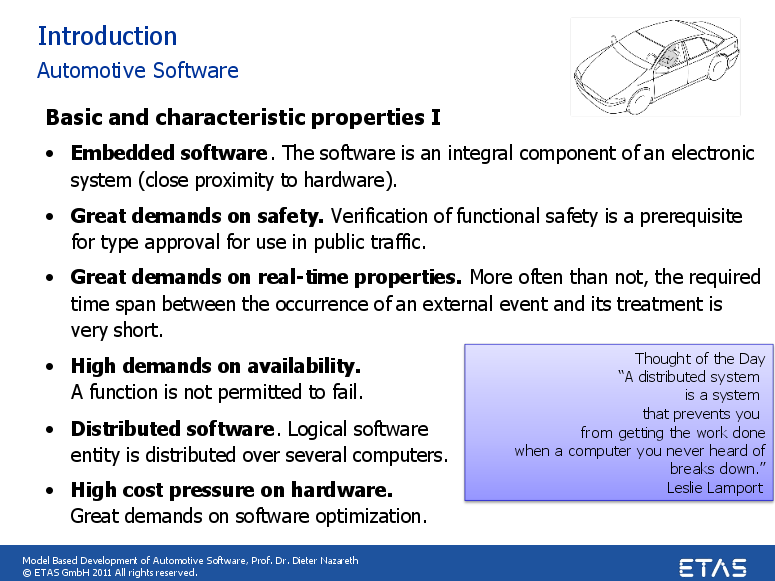 Introduction
Automotive Software
Basic and characteristic properties I
• Embedded software. The software is an integral component of an electronic
system (close proximity to hardware).
• Great demands on safety. Verification of functional safety is a prerequisite
for type approval for use in public traffic.
• Great demands on real-time properties. More often than not, the required
time span between the occurrence of an external event and its treatment is
very short.
• High demands on availability.
A function is not permitted to fail.
• Distributed software. Logical software
entity is distributed over several computers.
• High cost pressure on hardware.
Great demands on software optimization.
Thought of the Day
“A distributed system
is a system
that prevents you
from getting the work done
when a computer you never heard of
breaks down.”
Leslie Lamport
Model Based Development of Automotive Software, Prof. Dr. Dieter Nazareth
© ETAS GmbH 2011 All rights reserved.
ETAS